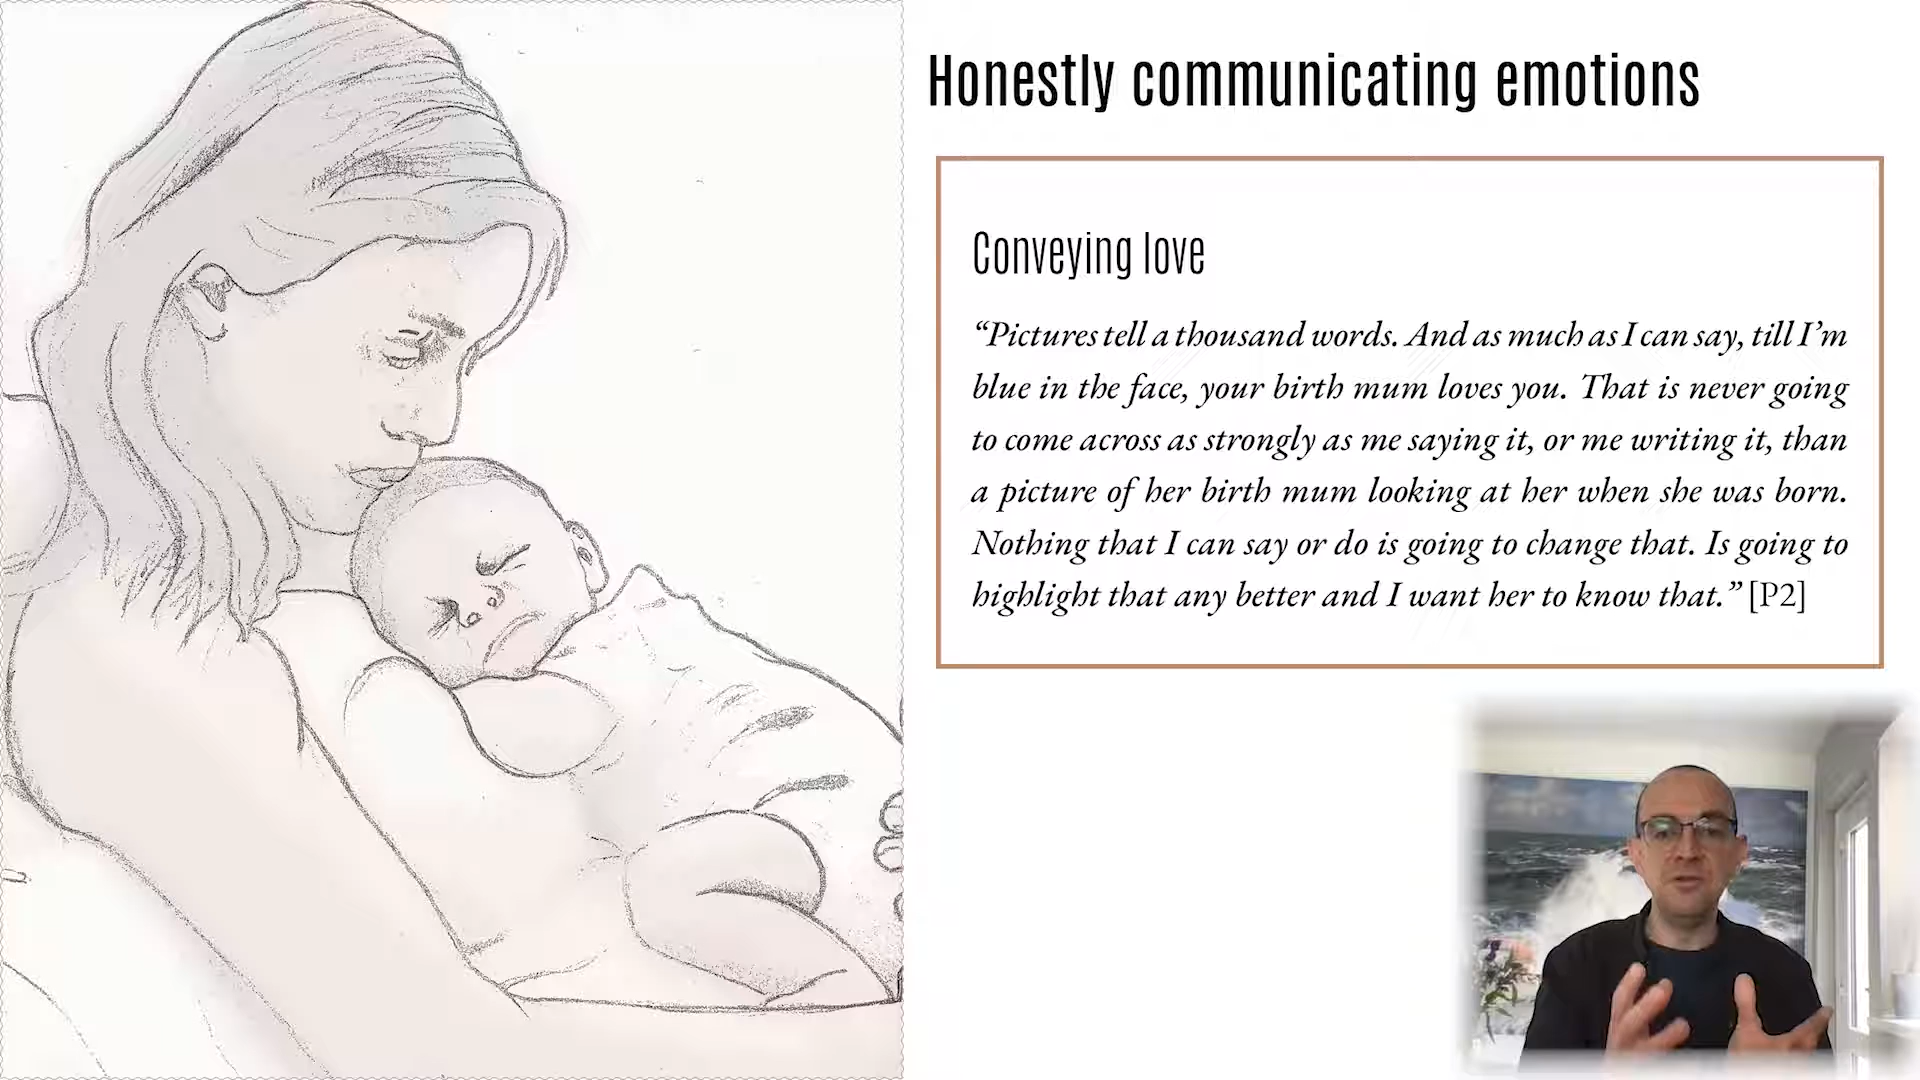 Honestly communicating emotions
Conveying love
“Pictures tell a thousand words. And as much as I can say, till I’m
blue in the face, your birth mum loves you. That is never going
to come across as strongly as me saying it, or me writing it, than
a picture of her birth mum looking at her when she was born.
Nothing that I can say or do is going to change that. Is going to
highlight that any better and I want her to know that.” [P2]